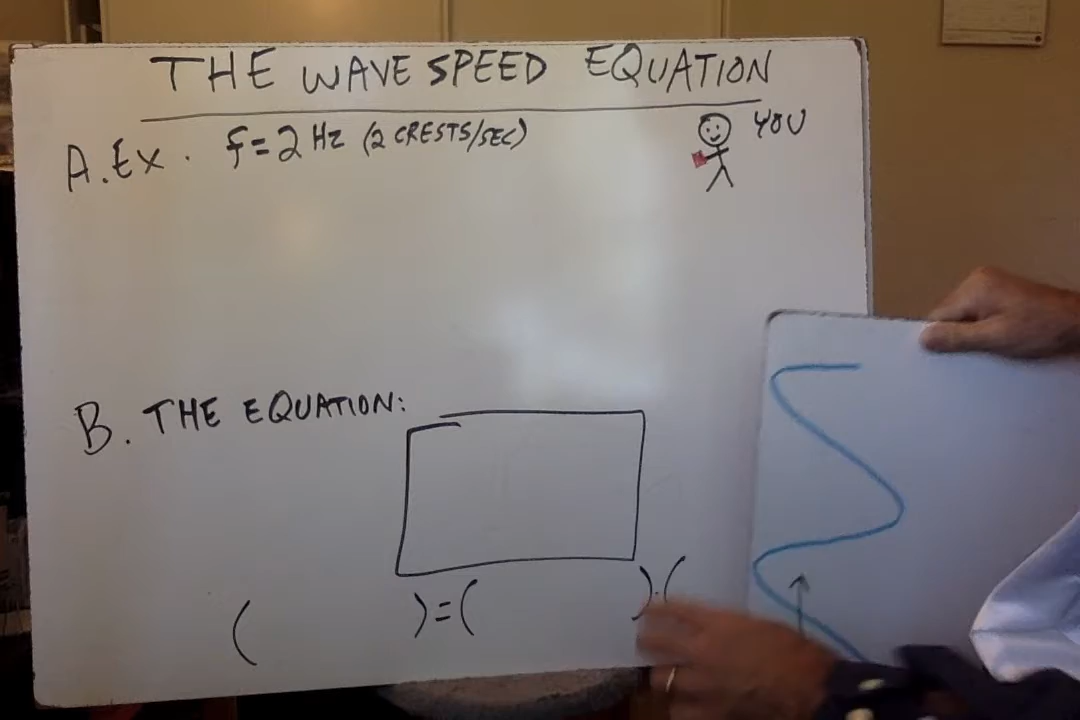 THE WAVE SPEED EQUATION
A. Ex. f=2 Hz (2 CRESTS/SEC)
YOU
B. THE EQUATION:
( )=( )·(